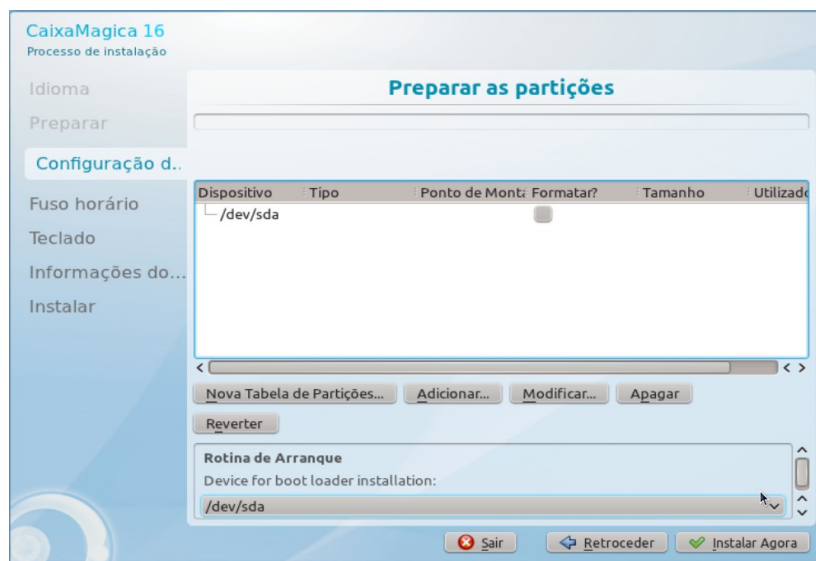 CaixaMagica 16
Processo de instalação
Idioma
Preparar
Configuração d..
Fuso horário
Teclado
Informações do...
Instalar
Preparar as partições
Dispositivo Tipo Ponto de Monta Formatar? Tamanho Utilizado
/dev/sda
Nova Tabela de Partições... Adicionar... Modificar... Apagar
Reverter
Rotina de Arranque
Device for boot loader installation:
/dev/sda
Sair Retroceder Instalar Agora